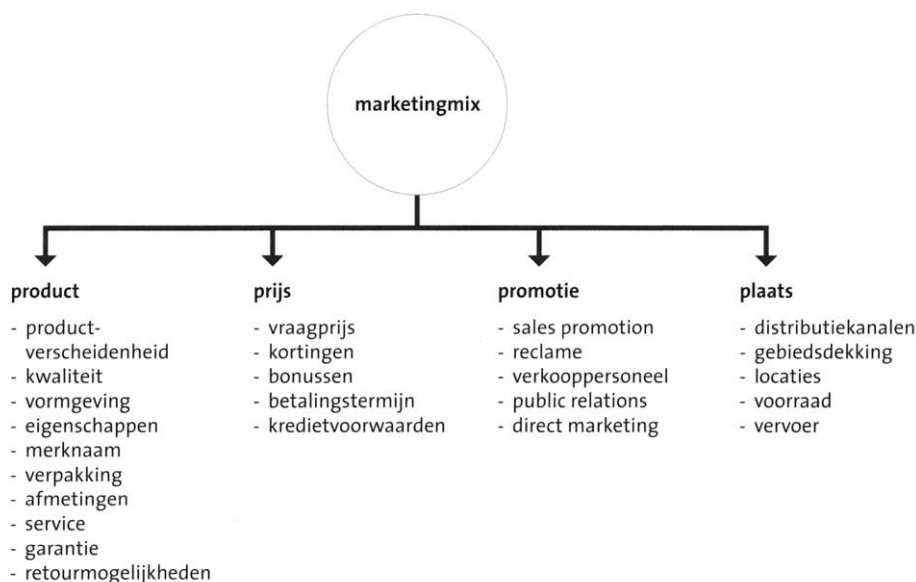 marketingmix
product
- product-
verscheidenheid
- kwaliteit
- vormgeving
- eigenschappen
- merknaam
- verpakking
- afmetingen
- service
- garantie
- retourmogelijkheden
prijs
- vraagprijs
- kortingen
- bonussen
- betalingstermijn
- kredietvoorwaarden
promotie
- sales promotion
- reclame
- verkooppersoneel
- public relations
- direct marketing
plaats
- distributiekanalen
- gebiedsdekking
- locaties
- voorraad
- vervoer